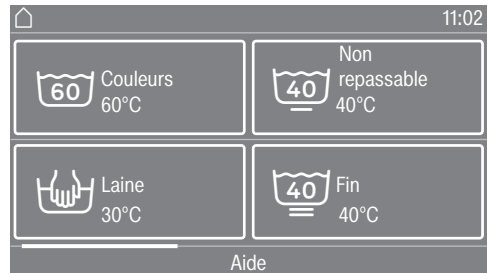 11:02
60
Couleurs
60°C
40
Non
repassable
40°C
Laine
30°C
40
Fin
40°C
Aide